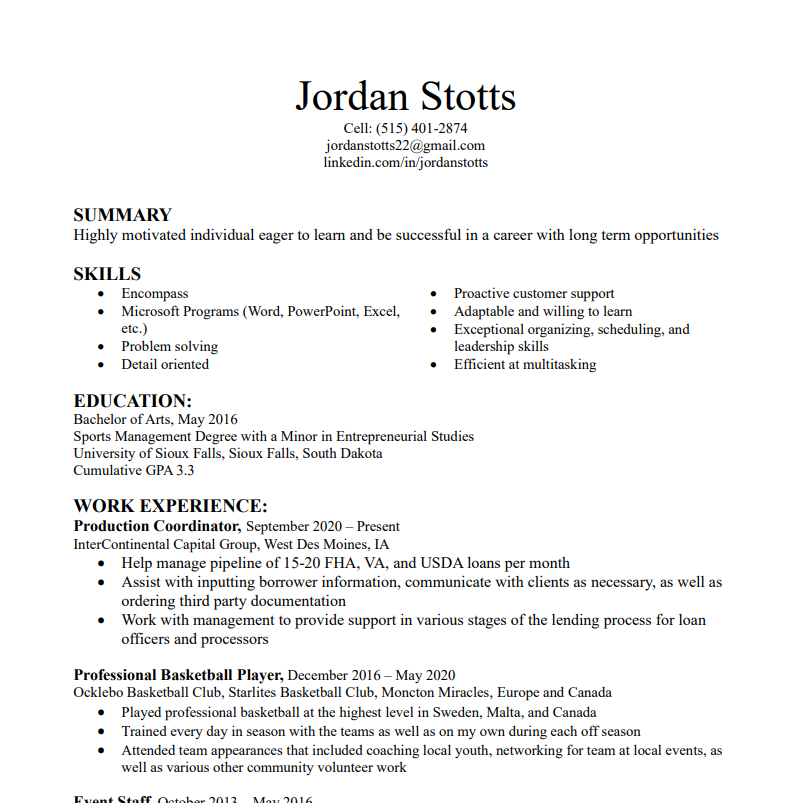 Jordan Stotts
Cell: (515) 401-2874
jordanstotts22@gmail.com
linkedin.com/in/jordanstotts
SUMMARY
Highly motivated individual eager to learn and be successful in a career with long term opportunities
SKILLS
• Encompass
• Microsoft Programs (Word, PowerPoint, Excel,
etc.)
• Problem solving
• Detail oriented
• Proactive customer support
• Adaptable and willing to learn
• Exceptional organizing, scheduling, and
leadership skills
• Efficient at multitasking
EDUCATION:
Bachelor of Arts, May 2016
Sports Management Degree with a Minor in Entrepreneurial Studies
University of Sioux Falls, Sioux Falls, South Dakota
Cumulative GPA 3.3
WORK EXPERIENCE:
Production Coordinator, September 2020 – Present
InterContinental Capital Group, West Des Moines, IA
• Help manage pipeline of 15-20 FHA, VA, and USDA loans per month
• Assist with inputting borrower information, communicate with clients as necessary, as well as
ordering third party documentation
• Work with management to provide support in various stages of the lending process for loan
officers and processors
Professional Basketball Player, December 2016 – May 2020
Ocklebo Basketball Club, Starlites Basketball Club, Moncton Miracles, Europe and Canada
• Played professional basketball at the highest level in Sweden, Malta, and Canada
• Trained every day in season with the teams as well as on my own during each off season
• Attended team appearances that included coaching local youth, networking for team at local events, as
well as various other community volunteer work
Event Staff, October 2013 – May 2016